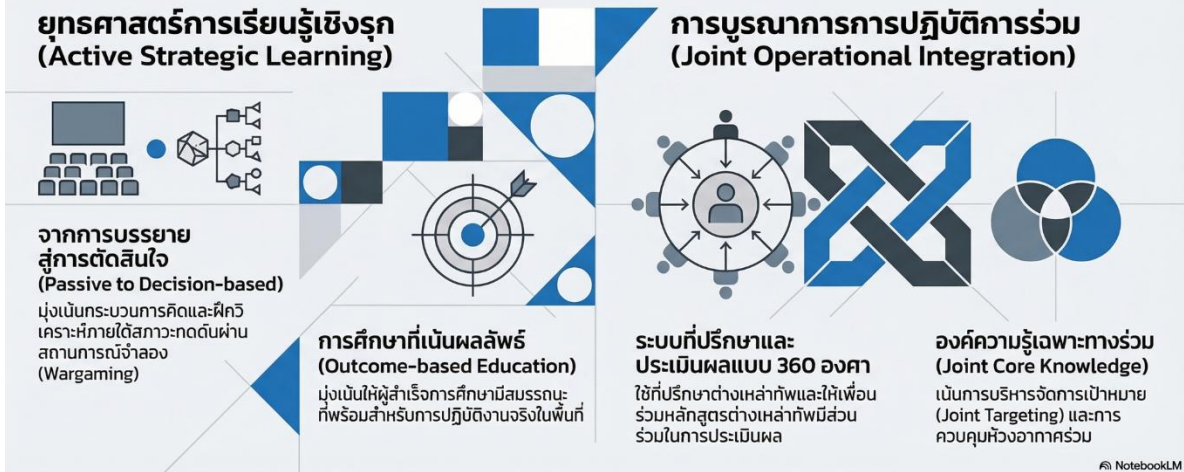 ยุทธศาสตร์การเรียนรู้เชิงรุก
(Active Strategic Learning)
จากการบรรยาย
สู่การตัดสินใจ
(Passive to Decision-based)
มุ่งเน้นกระบวนการคิดและฝึกวิ
เคราะห์ภายใต้สภาวะกดดันผ่าน
สถานการณ์จำลอง
(Wargaming)
การศึกษาที่เน้นผลลัพธ์
(Outcome-based Education)
มุ่งเน้นให้ผู้สำเร็จการศึกษามีสมรรถนะ
ที่พร้อมสำหรับการปฏิบัติงานจริงในพื้นที่
การบูรณาการการปฏิบัติการร่วม
(Joint Operational Integration)
ระบบที่ปรึกษาและ
ประเมินผลแบบ 360 องศา
ใช้ที่ปรึกษาต่างเหล่าทัพและให้เพื่อน
ร่วมหลักสูตรต่างเหล่าทัพมีส่วน
ร่วมในการประเมินผล
องค์ความรู้เฉพาะทางร่วม
(Joint Core Knowledge)
เน้นการบริหารจัดการเป้าหมาย
(Joint Targeting) และการ
ควบคุมห้วงอากาศร่วม
NotebookLM